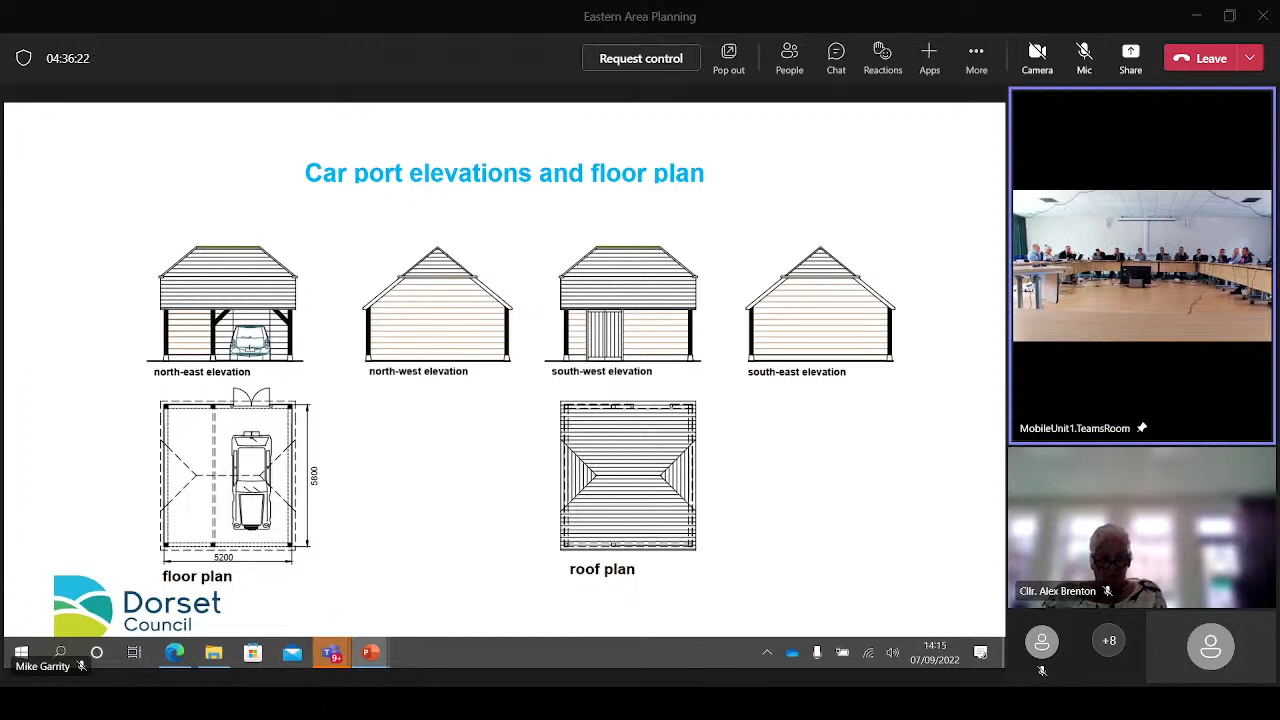 Eastern Area Planning
04:36:22
Request control
Pop out
People
Chat
Reactions
Apps
More
Camera
Mic
Share
Leave
Car port elevations and floor plan
north-east elevation
north-west elevation
south-west elevation
south-east elevation
5800
5200
floor plan
roof plan
Dorset
Council
MobileUnit1.TeamsRoom
Cllr. Alex Brenton
+8
9+
Mike Garrity
14:15
07/09/2022